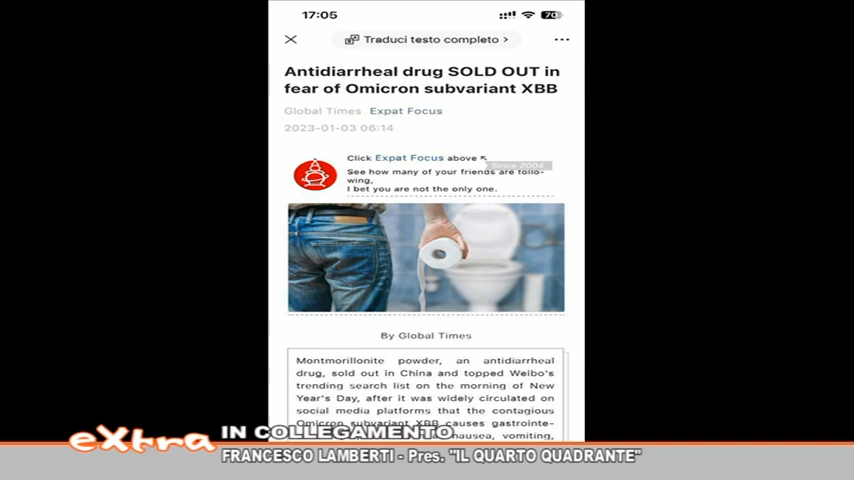 17:05
70
Traduci testo completo >
Antidiarrheal drug SOLD OUT in
fear of Omicron subvariant XBB
Global Times Expat Focus
2023-01-03 06:14
Click Expat Focus above
Since 2004
See how many of your friends are follo-
wing,
I bet you are not the only one.
By Global Times
Montmorillonite powder, an antidiarrheal
drug, sold out in China and topped Weibo's
trending search list on the morning of New
Year's Day, after it was widely circulated on
social media platforms that the contagious
Omicron subvariant XBB causes gastrointe-
nausea, vomiting,
extra
IN COLLEGAMENTO
FRANCESCO LAMBERTI - Pres. "IL QUARTO QUADRANTE"